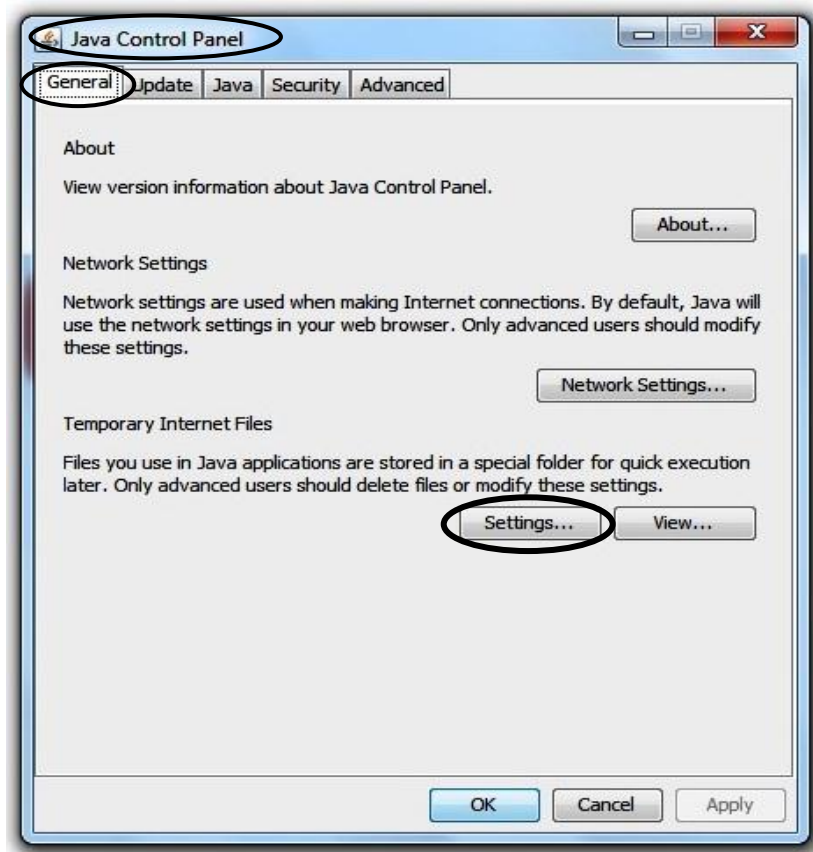 Java Control Panel
General Update Java Security Advanced
About
View version information about Java Control Panel.
About...
Network Settings
Network settings are used when making Internet connections. By default, Java will
use the network settings in your web browser. Only advanced users should modify
these settings.
Network Settings...
Temporary Internet Files
Files you use in Java applications are stored in a special folder for quick execution
later. Only advanced users should delete files or modify these settings.
Settings... View...
OK Cancel Apply